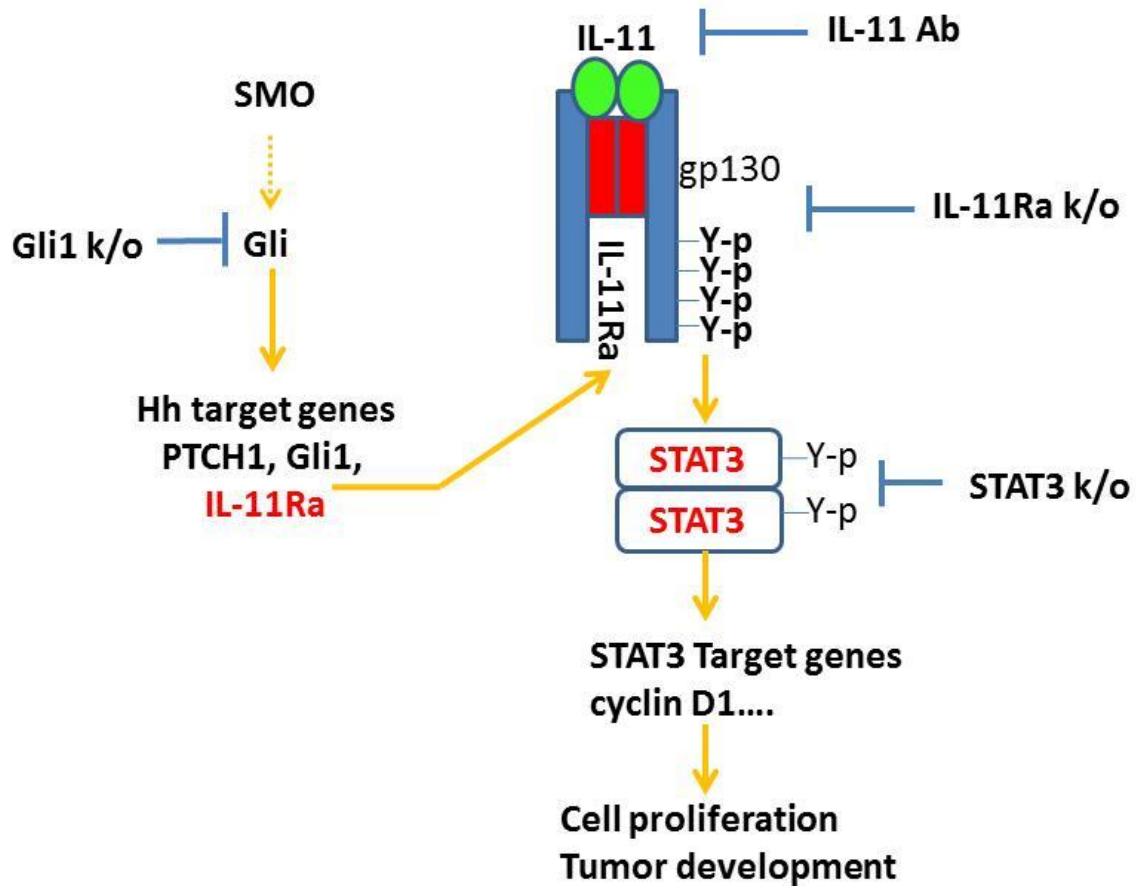 IL-11
IL-11 Ab
SMO
gp130
IL-11Ra k/o
Gli1 k/o
Gli
Y-p
Y-p
Y-p
Y-p
IL-11Ra
Hh target genes
PTCH1, Gli1,
IL-11Ra
STAT3
Y-p
STAT3 k/o
STAT3
Y-p
STAT3 Target genes
cyclin D1....
Cell proliferation
Tumor development